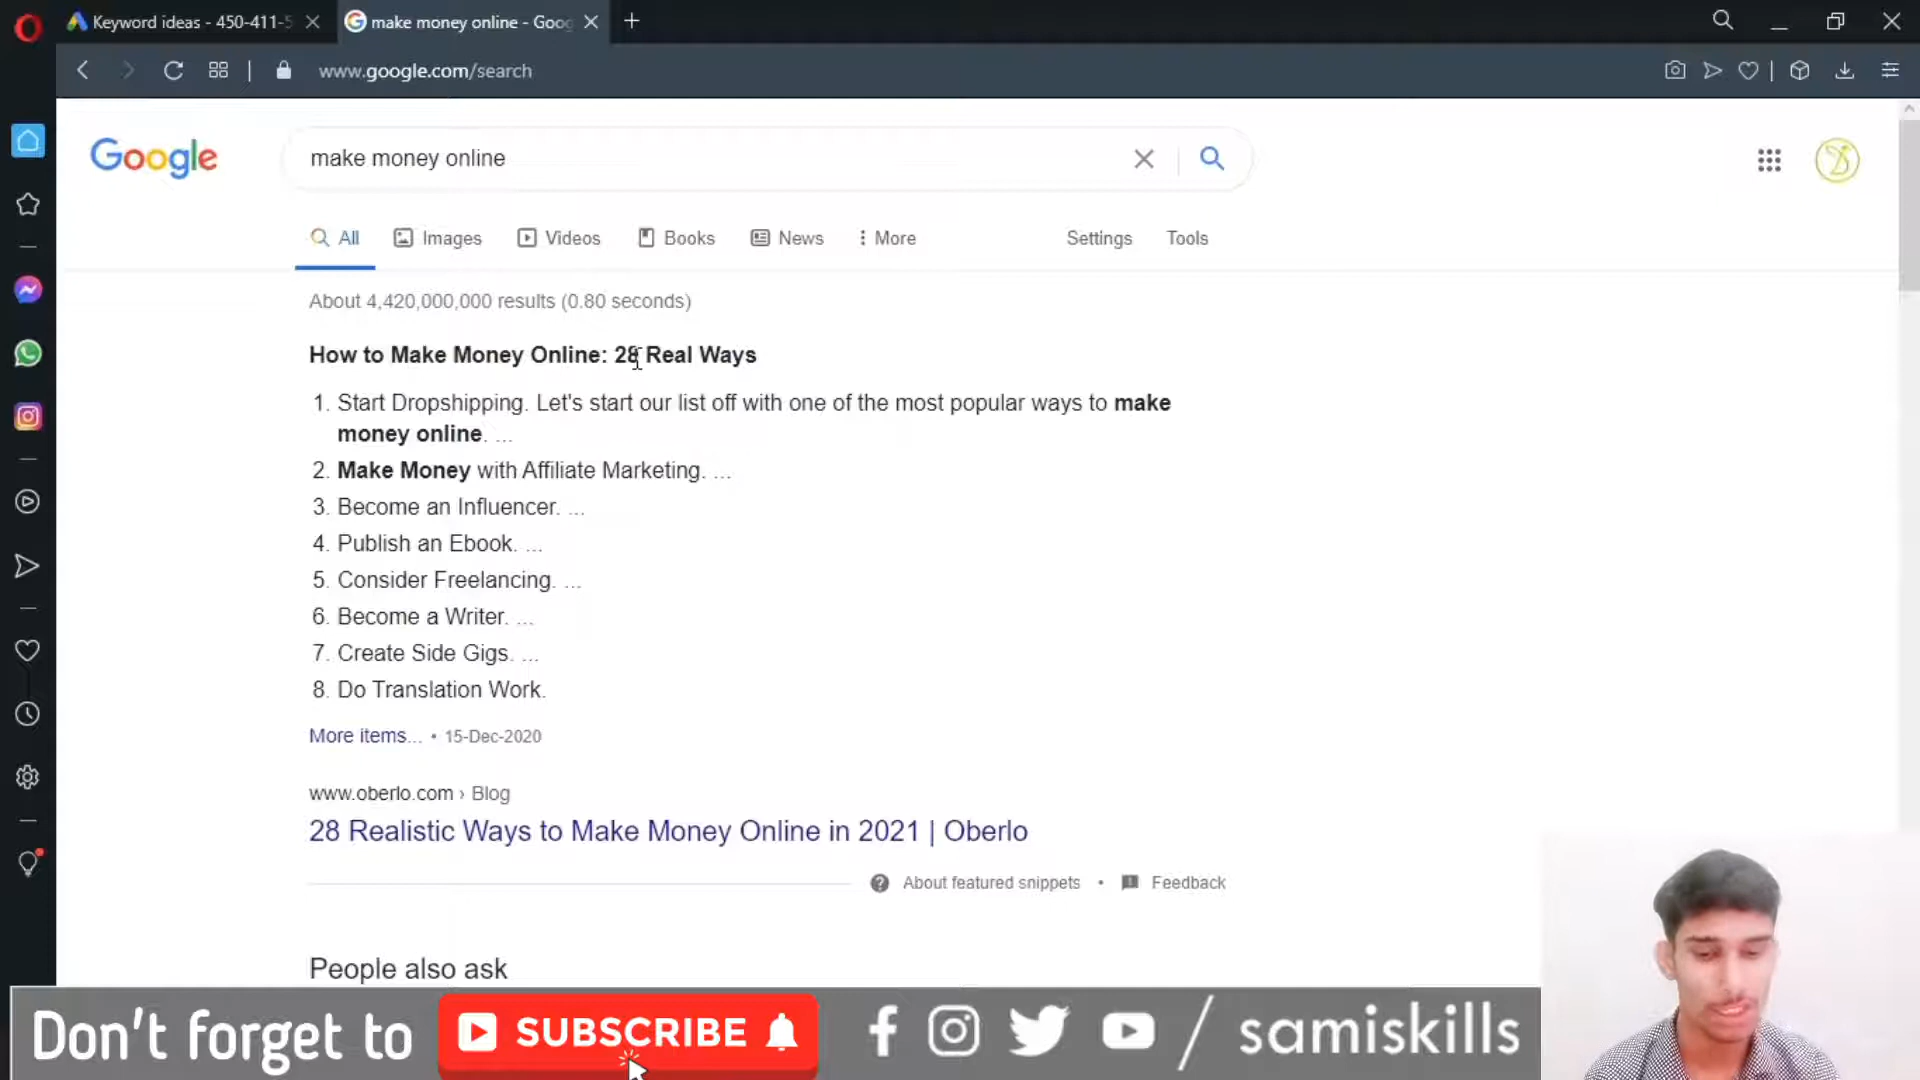 Keyword ideas - 450-411-5
make money online - Goog
www.google.com/search
Google
make money online
All
Images
Videos
Books
News
More
Settings
Tools
About 4,420,000,000 results (0.80 seconds)
How to Make Money Online: 28 Real Ways
1. Start Dropshipping. Let's start our list off with one of the most popular ways to make
money online. ...
2. Make Money with Affiliate Marketing. ...
3. Become an Influencer. ...
4. Publish an Ebook. ...
5. Consider Freelancing. ...
6. Become a Writer. ...
7. Create Side Gigs. ...
8. Do Translation Work.
More items... • 15-Dec-2020
www.oberlo.com › Blog
28 Realistic Ways to Make Money Online in 2021 | Oberlo
About featured snippets • Feedback
People also ask
Don't forget to SUBSCRIBE / samiskills